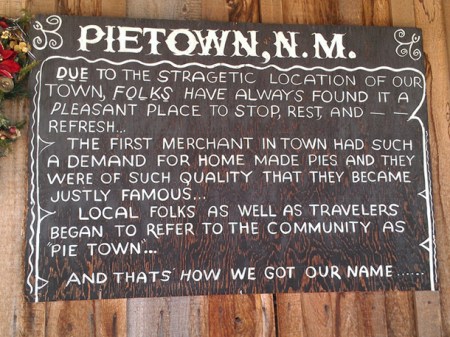 PIETOWN, N.M.
DUE TO THE STRAGETIC LOCATION OF OUR
TOWN, FOLKS HAVE ALWAYS FOUND IT A
PLEASANT PLACE TO STOP, REST, AND — —
REFRESH...
THE FIRST MERCHANT IN TOWN HAD SUCH
A DEMAND FOR HOME MADE PIES AND THEY
WERE OF SUCH QUALITY THAT THEY BECAME
JUSTLY FAMOUS...
LOCAL FOLKS AS WELL AS TRAVELERS
BEGAN TO REFER TO THE COMMUNITY AS
"PIE TOWN"...
AND THATS' HOW WE GOT OUR NAME ......